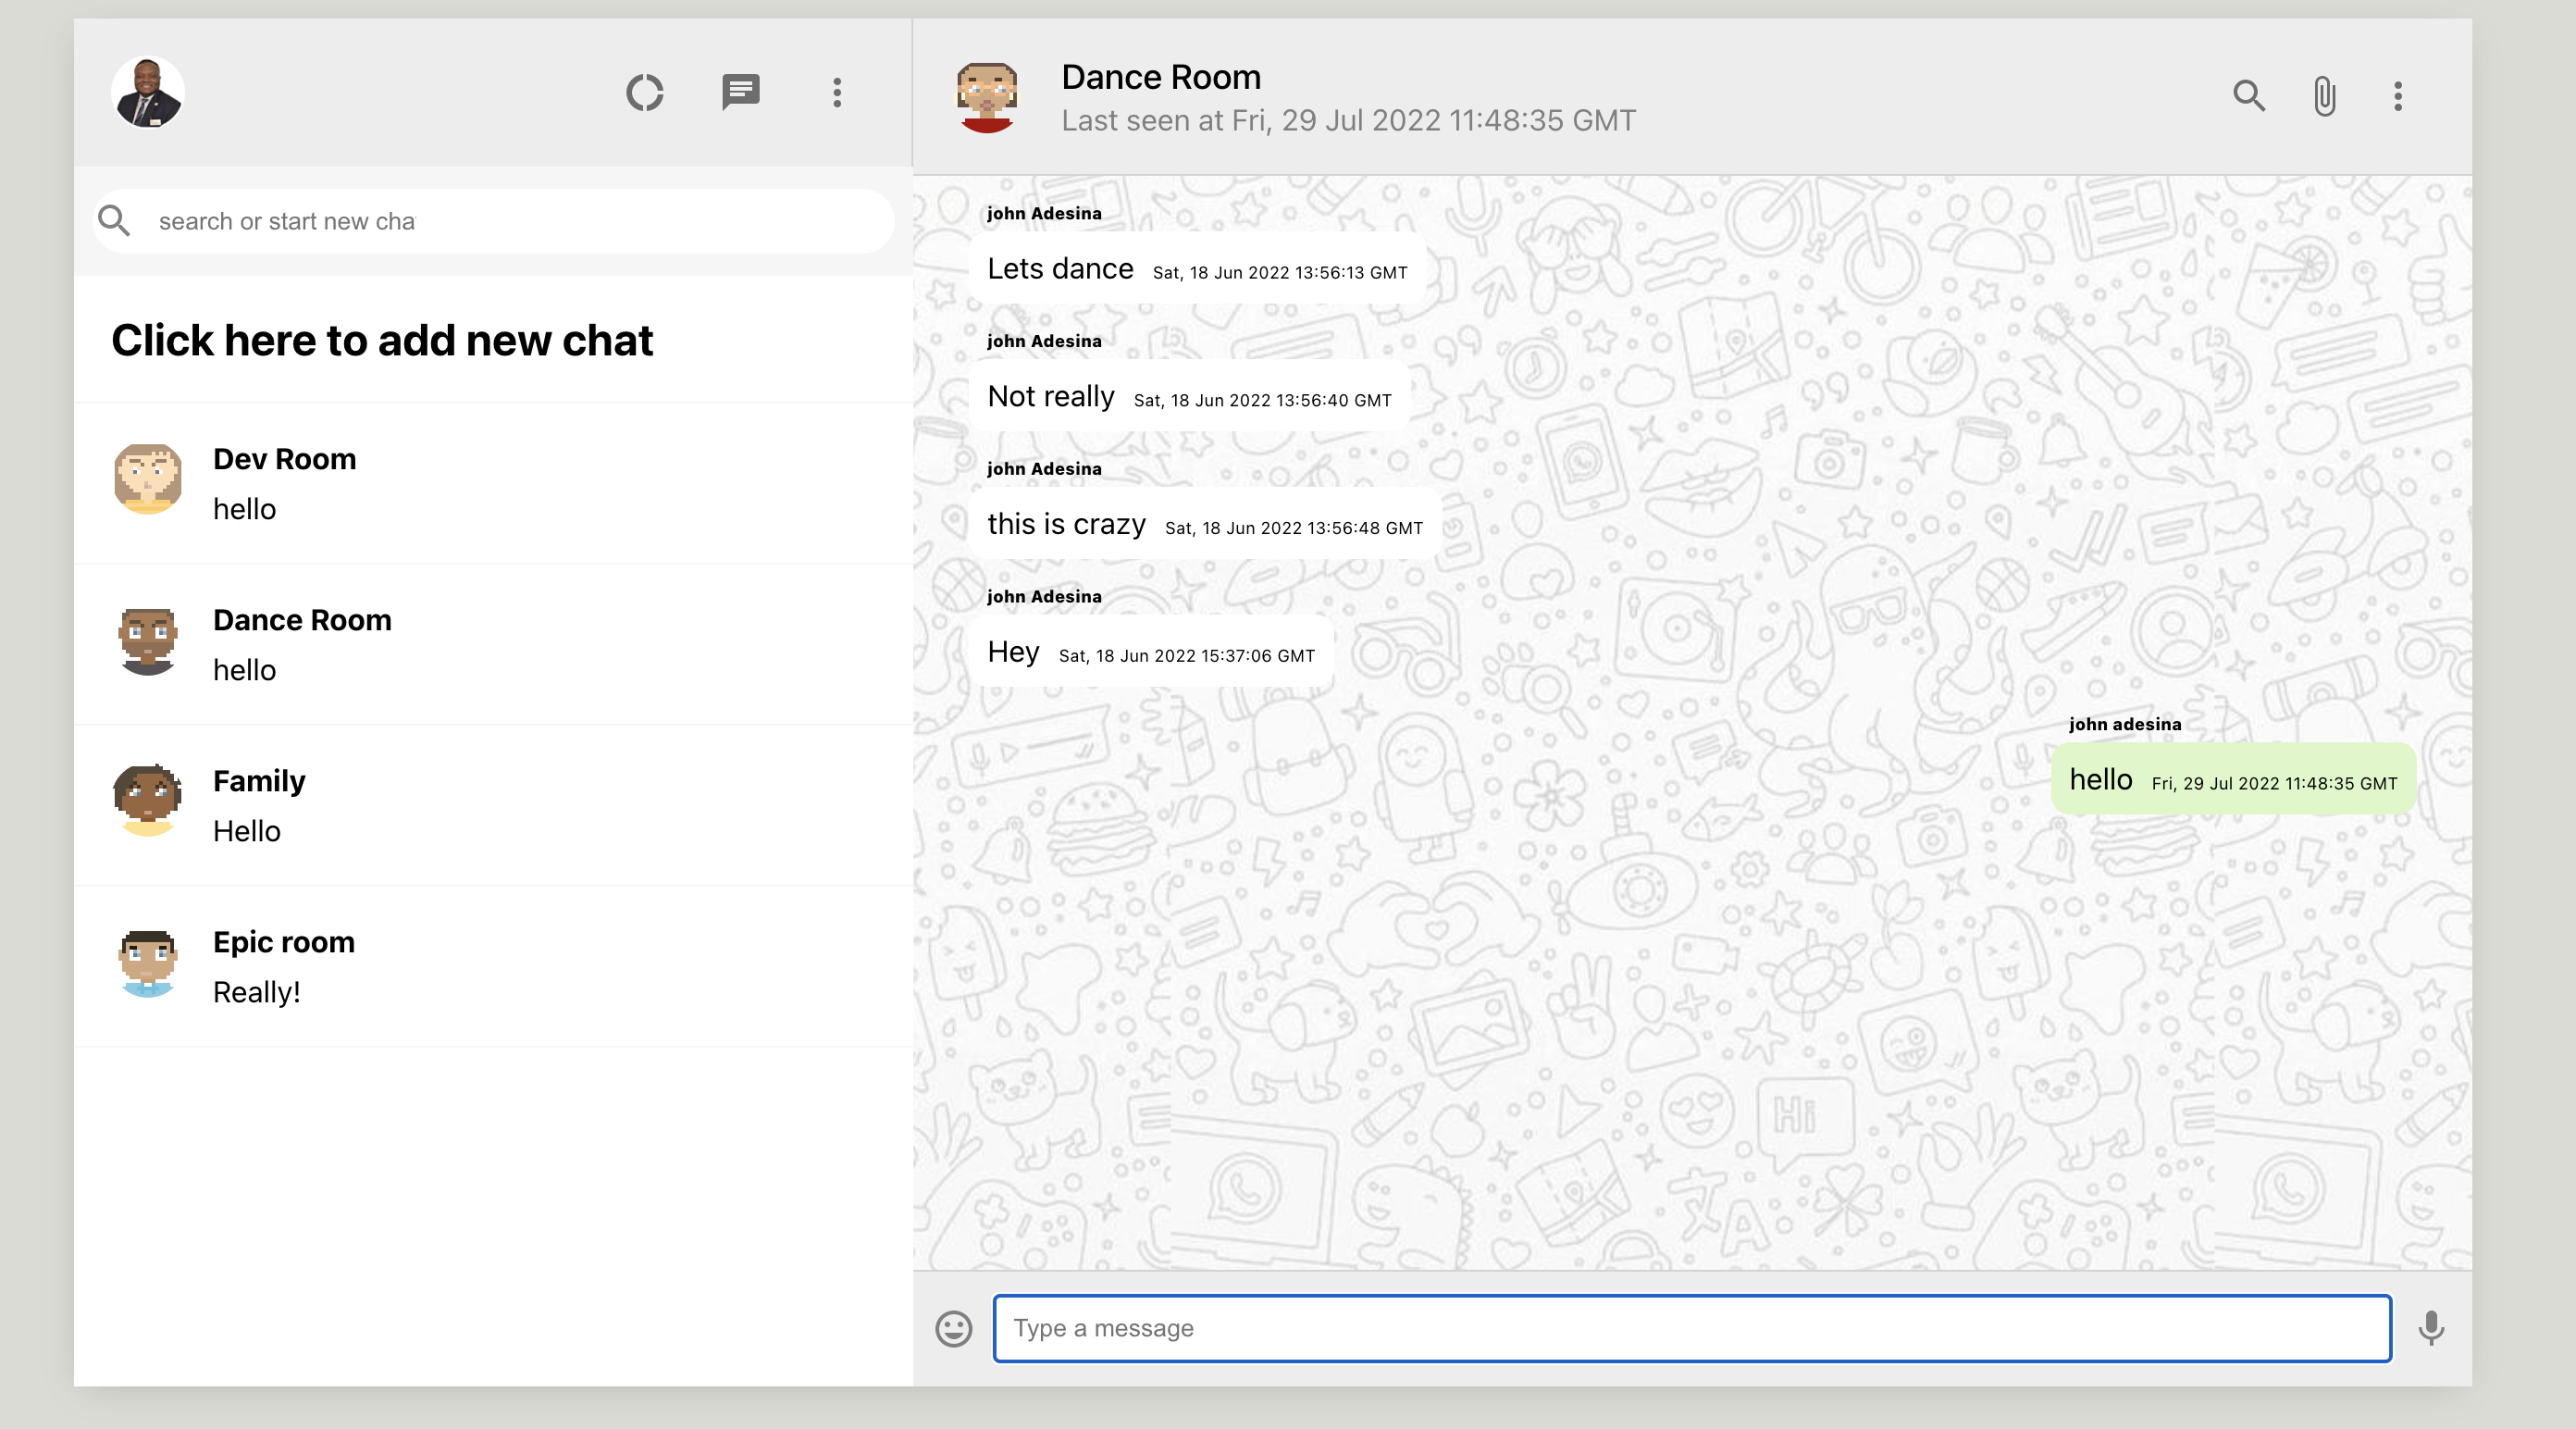 search or start new cha
Click here to add new chat
Dev Room
hello
Dance Room
hello
Family
Hello
Epic room
Really!
Dance Room
Last seen at Fri, 29 Jul 2022 11:48:35 GMT
john Adesina
Lets dance Sat, 18 Jun 2022 13:56:13 GMT
john Adesina
Not really Sat, 18 Jun 2022 13:56:40 GMT
john Adesina
this is crazy Sat, 18 Jun 2022 13:56:48 GMT
john Adesina
Hey Sat, 18 Jun 2022 15:37:06 GMT
john adesina
hello Fri, 29 Jul 2022 11:48:35 GMT
Hi
文A
Type a message